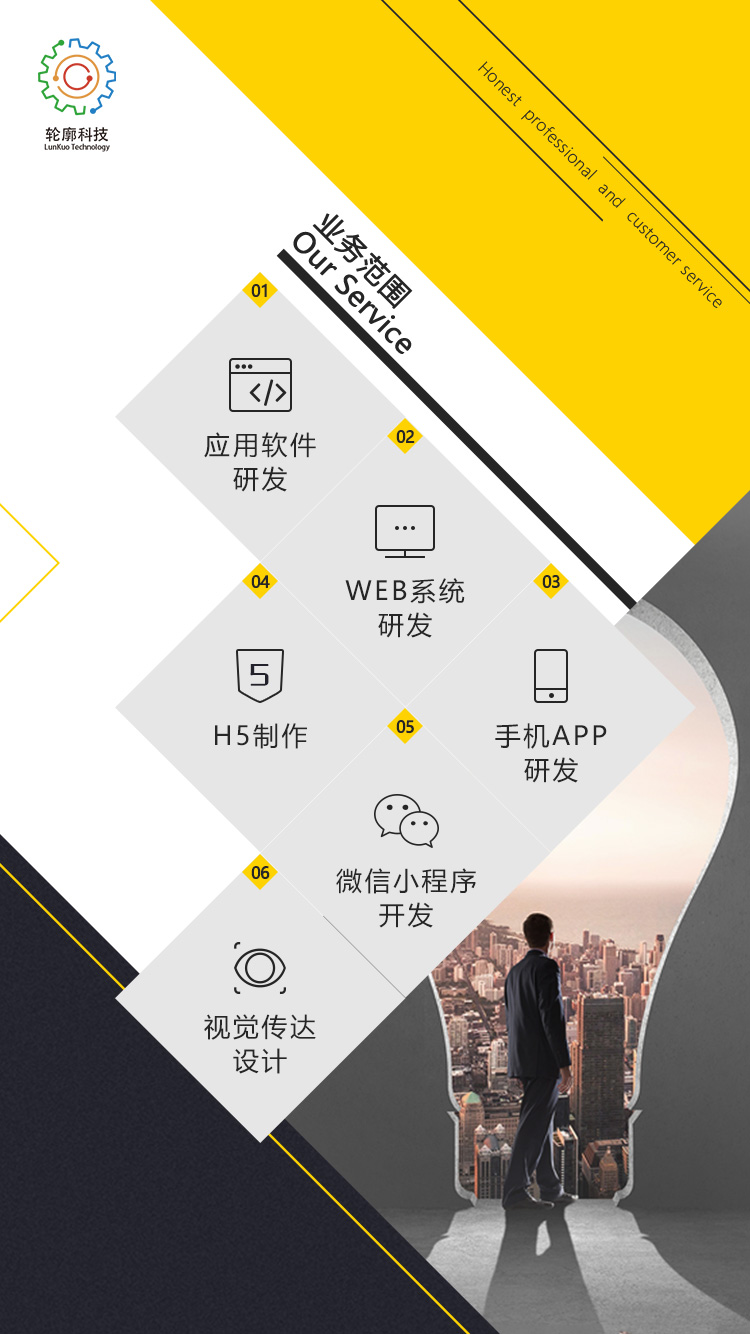 轮廓科技
LunKuo Technology
Honest professional and customer service
业务范围
Our Service
01
应用软件
研发
02
WEB系统
研发
03
手机APP
研发
04
5
H5制作
05
微信小程序
开发
06
视觉传达
设计